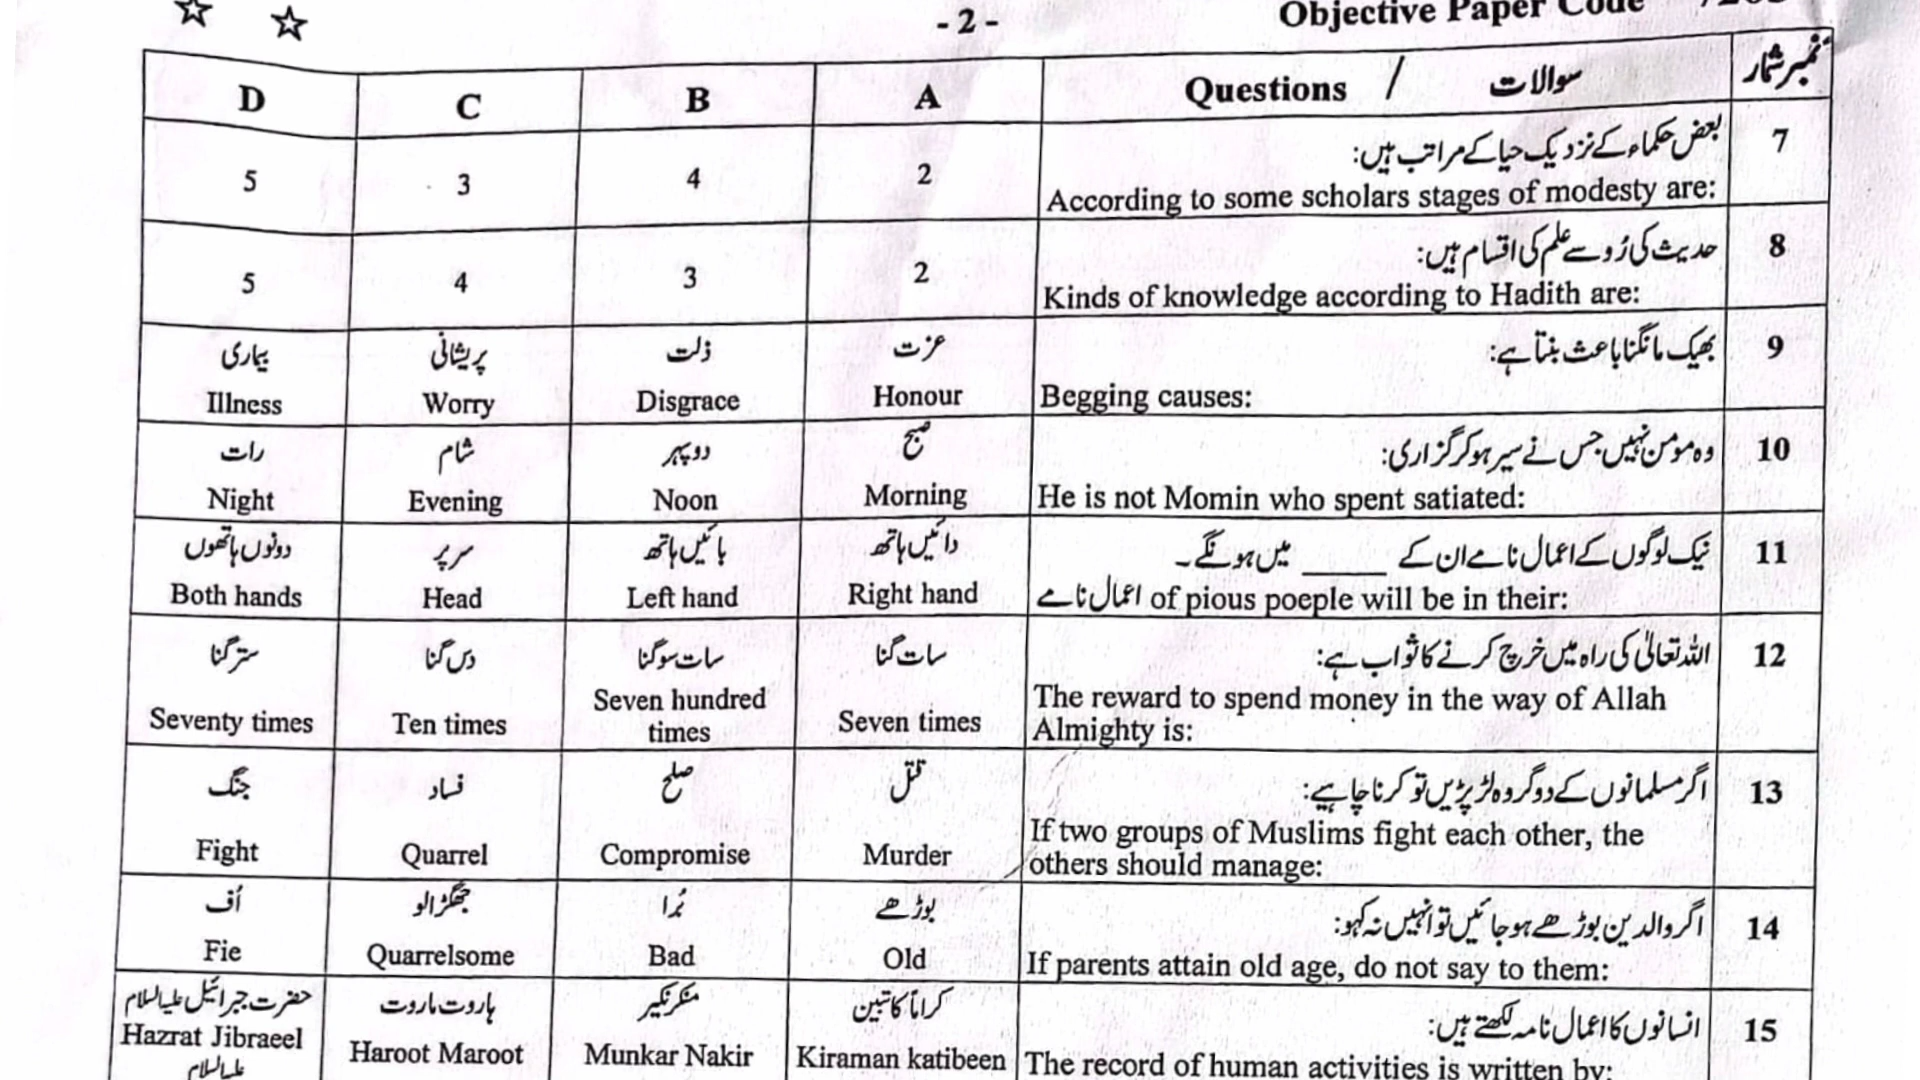 ☆ ☆
- 2 -
Objective Paper Code
D C B A Questions / سوالات نمبر شمار
5 3 4 2 بعض حکماء کے نزدیک حیا کے مراتب ہیں: 7
According to some scholars stages of modesty are:
5 4 3 2 حدیث کی رُو سے علم کی اقسام ہیں: 8
Kinds of knowledge according to Hadith are:
بیماری پریشانی ذلت عزت بھیک مانگنا باعث بنتا ہے: 9
Illness Worry Disgrace Honour Begging causes:
رات شام دوپہر صبح وہ مومن نہیں جس نے سیر ہو کر گزاری: 10
Night Evening Noon Morning He is not Momin who spent satiated:
دونوں ہاتھوں سر پر بائیں ہاتھ دائیں ہاتھ نیک لوگوں کے اعمال نامے ان کے _____ میں ہونگے۔ 11
Both hands Head Left hand Right hand اعمال نامے of pious poeple will be in their:
ستر گنا دس گنا سات سو گنا سات گنا اللہ تعالیٰ کی راہ میں خرچ کرنے کا ثواب ہے: 12
Seventy times Ten times Seven hundred times Seven times The reward to spend money in the way of Allah
Almighty is:
جنگ فساد صلح قتل اگر مسلمانوں کے دو گروہ لڑ پڑیں تو کرنا چاہیے: 13
Fight Quarrel Compromise Murder If two groups of Muslims fight each other, the
others should manage:
اُف جھگڑالو بُرا بوڑھے اگر والدین بوڑھے ہو جائیں تو انہیں نہ کہو: 14
Fie Quarrelsome Bad Old If parents attain old age, do not say to them:
حضرت جبرائیل علیہ السلام ہاروت ماروت منکر نکیر کراماً کاتبین انسانوں کا اعمال نامہ لکھتے ہیں: 15
Hazrat Jibraeel Haroot Maroot Munkar Nakir Kiraman katibeen The record of human activities is written by:
علیہ السلام